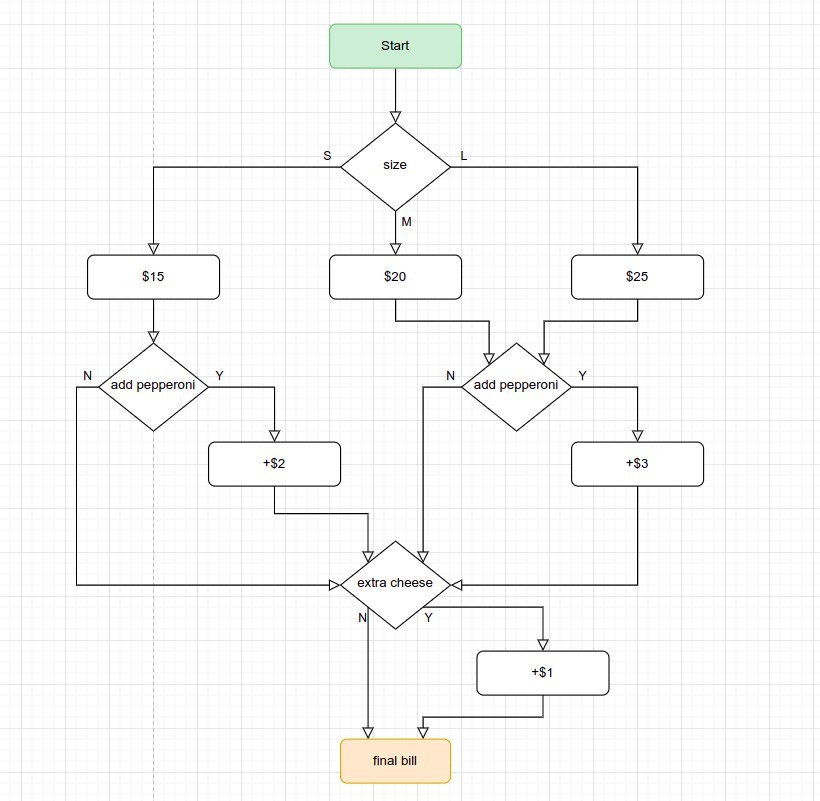 Start
size
S
L
M
$15
$20
$25
add pepperoni
N
Y
add pepperoni
N
Y
+$2
+$3
extra cheese
N
Y
+$1
final bill